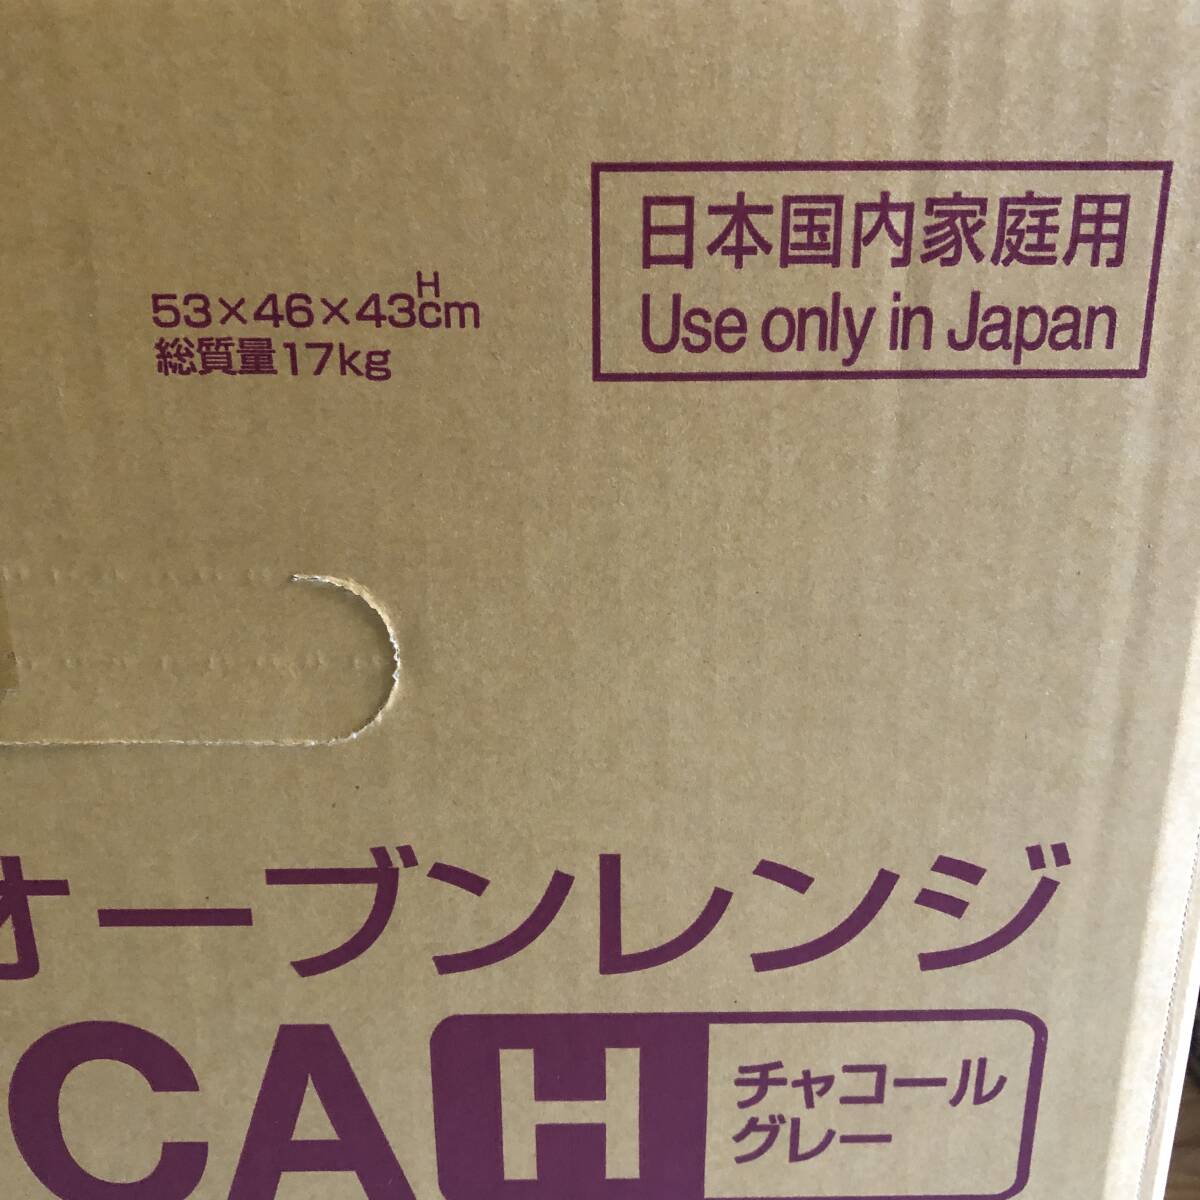 日本国内家庭用
Use only in Japan
53×46×43cm
H
総質量17kg
オーブンレンジ
CA H チャコール
グレー